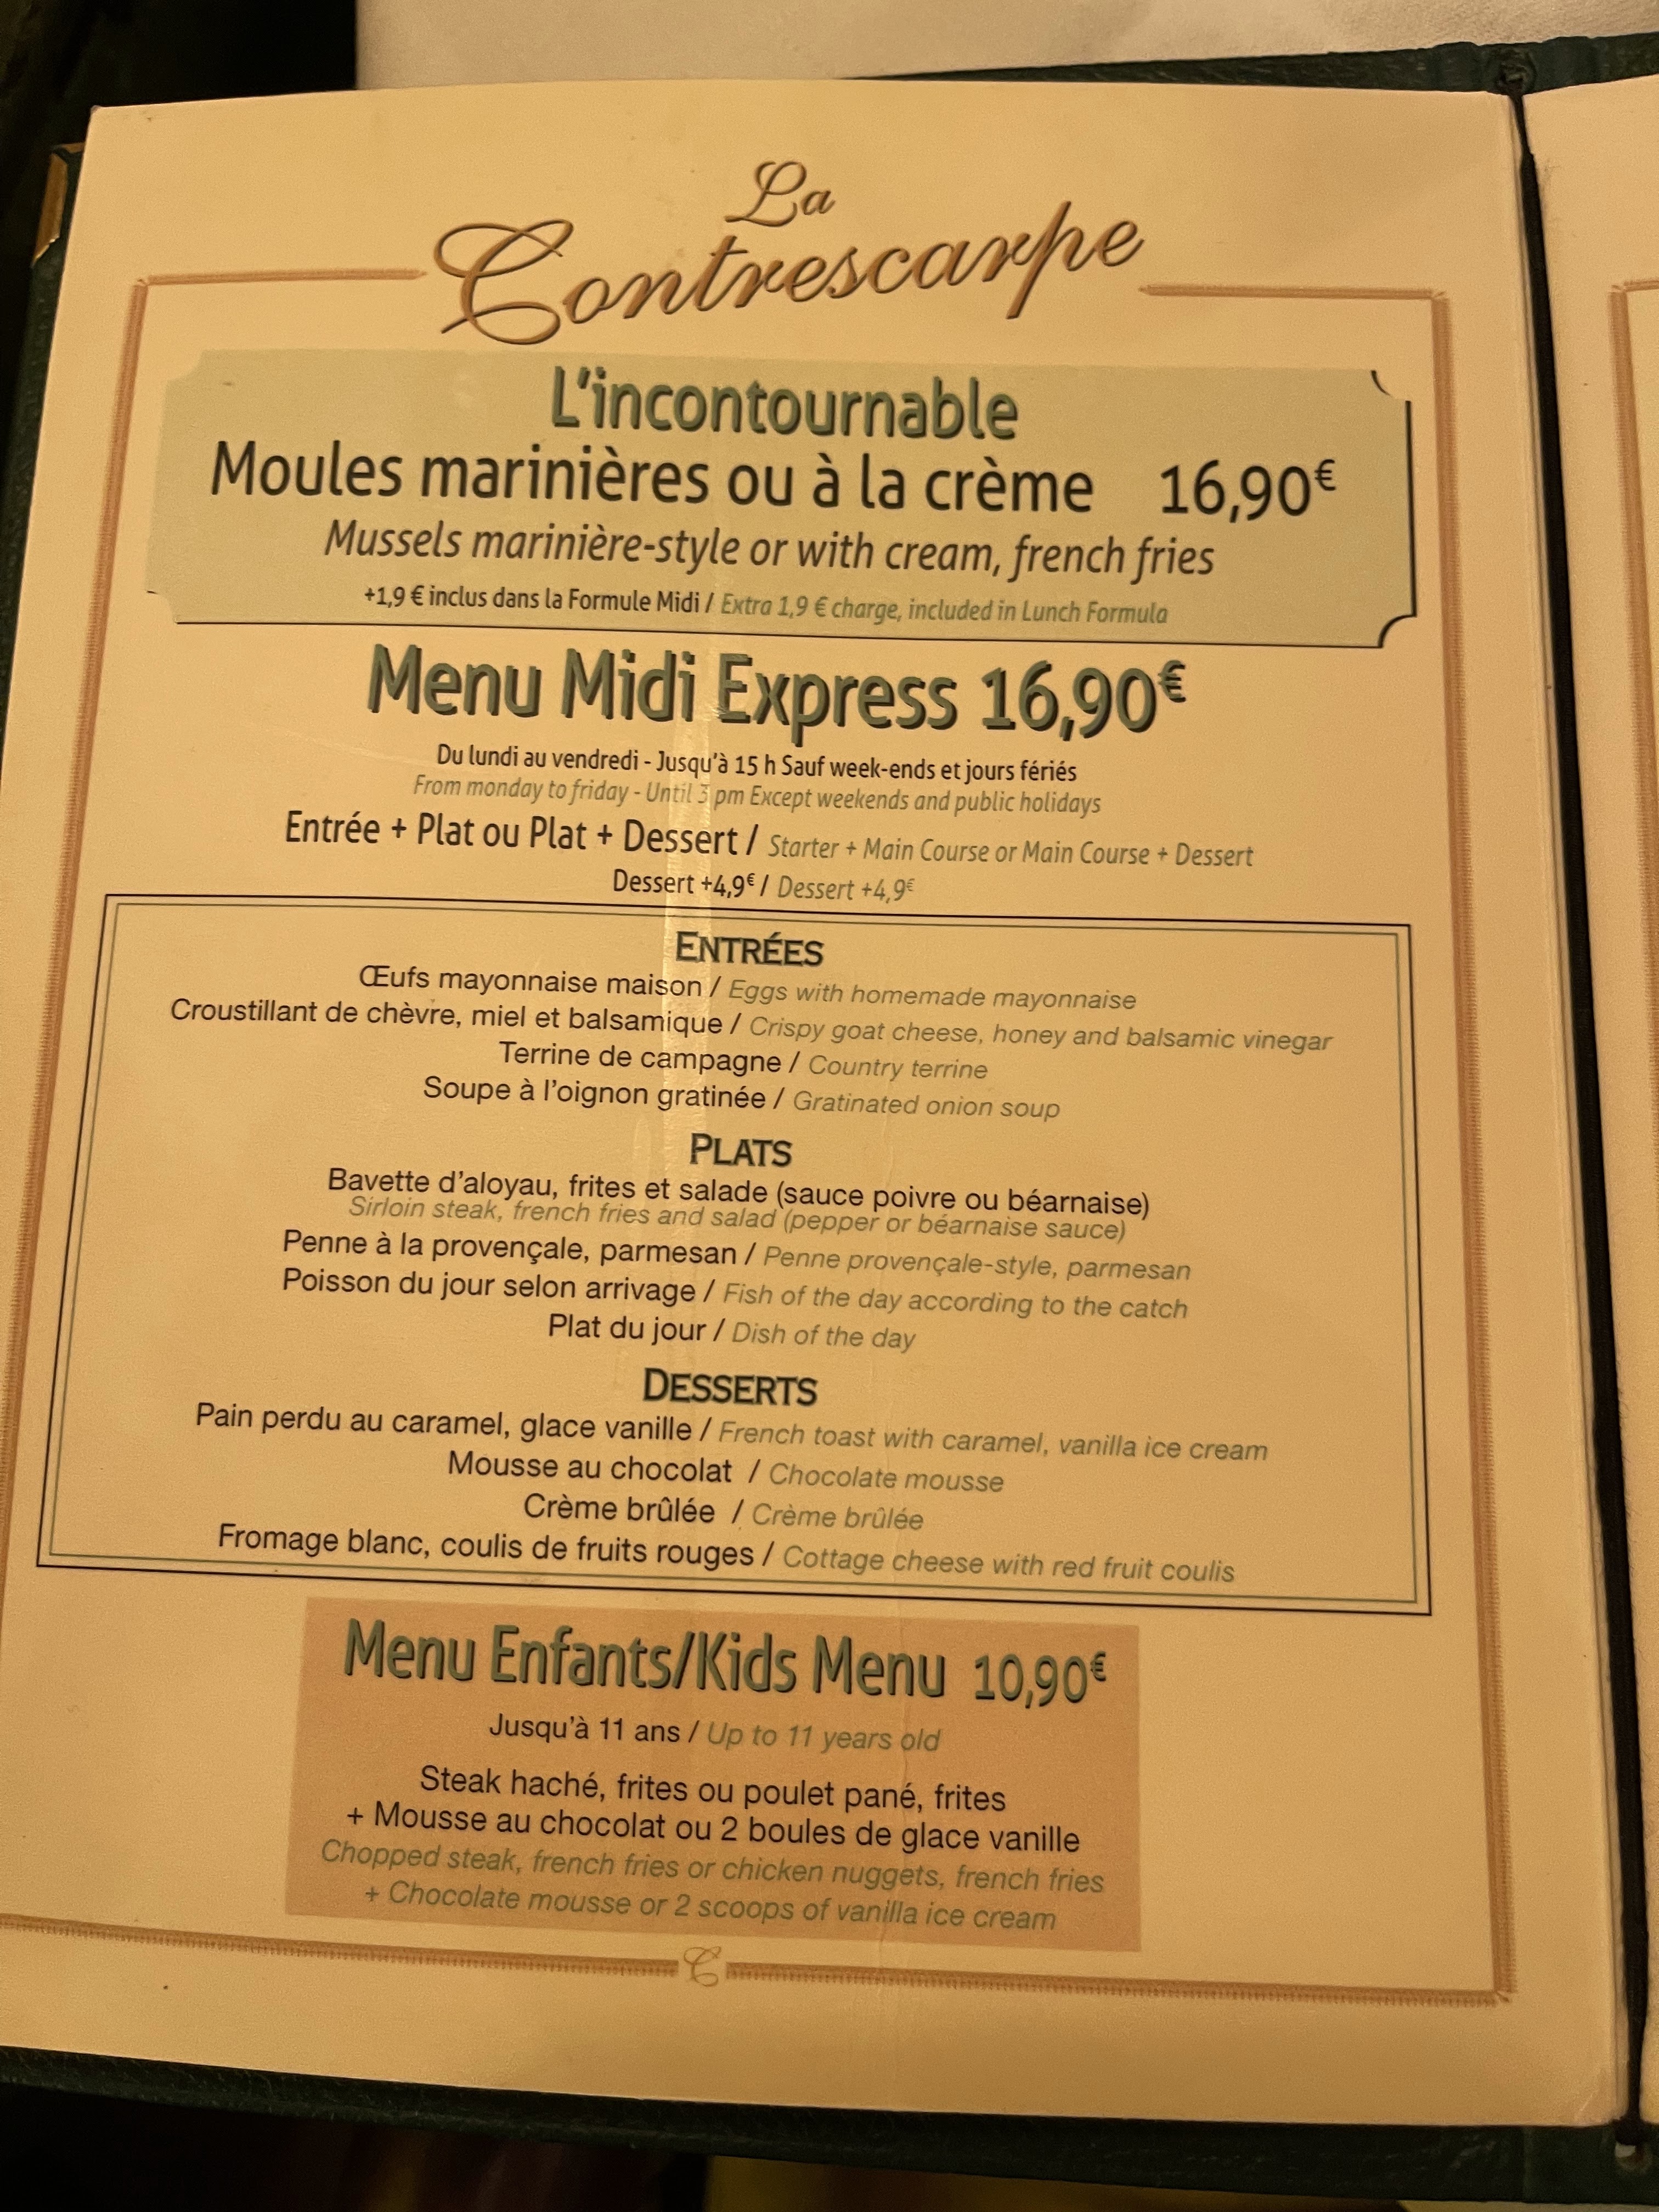 La
Contrescarpe
L'incontournable
Moules marinières ou à la crème 16,90€
Mussels marinière-style or with cream, french fries
+1,9 € inclus dans la Formule Midi / Extra 1,9 € charge, included in Lunch Formula
Menu Midi Express 16,90€
Du lundi au vendredi - Jusqu'à 15 h Sauf week-ends et jours fériés
From monday to friday - Until 3 pm Except weekends and public holidays
Entrée + Plat ou Plat + Dessert / Starter + Main Course or Main Course + Dessert
Dessert +4,9€ / Dessert +4,9€
ENTRÉES
Œufs mayonnaise maison / Eggs with homemade mayonnaise
Croustillant de chèvre, miel et balsamique / Crispy goat cheese, honey and balsamic vinegar
Terrine de campagne / Country terrine
Soupe à l'oignon gratinée / Gratinated onion soup
PLATS
Bavette d'aloyau, frites et salade (sauce poivre ou béarnaise)
Sirloin steak, french fries and salad (pepper or béarnaise sauce)
Penne à la provençale, parmesan / Penne provençale-style, parmesan
Poisson du jour selon arrivage / Fish of the day according to the catch
Plat du jour / Dish of the day
DESSERTS
Pain perdu au caramel, glace vanille / French toast with caramel, vanilla ice cream
Mousse au chocolat / Chocolate mousse
Crème brûlée / Crème brûlée
Fromage blanc, coulis de fruits rouges / Cottage cheese with red fruit coulis
Menu Enfants/Kids Menu 10,90€
Jusqu'à 11 ans / Up to 11 years old
Steak haché, frites ou poulet pané, frites
+ Mousse au chocolat ou 2 boules de glace vanille
Chopped steak, french fries or chicken nuggets, french fries
+ Chocolate mousse or 2 scoops of vanilla ice cream
C